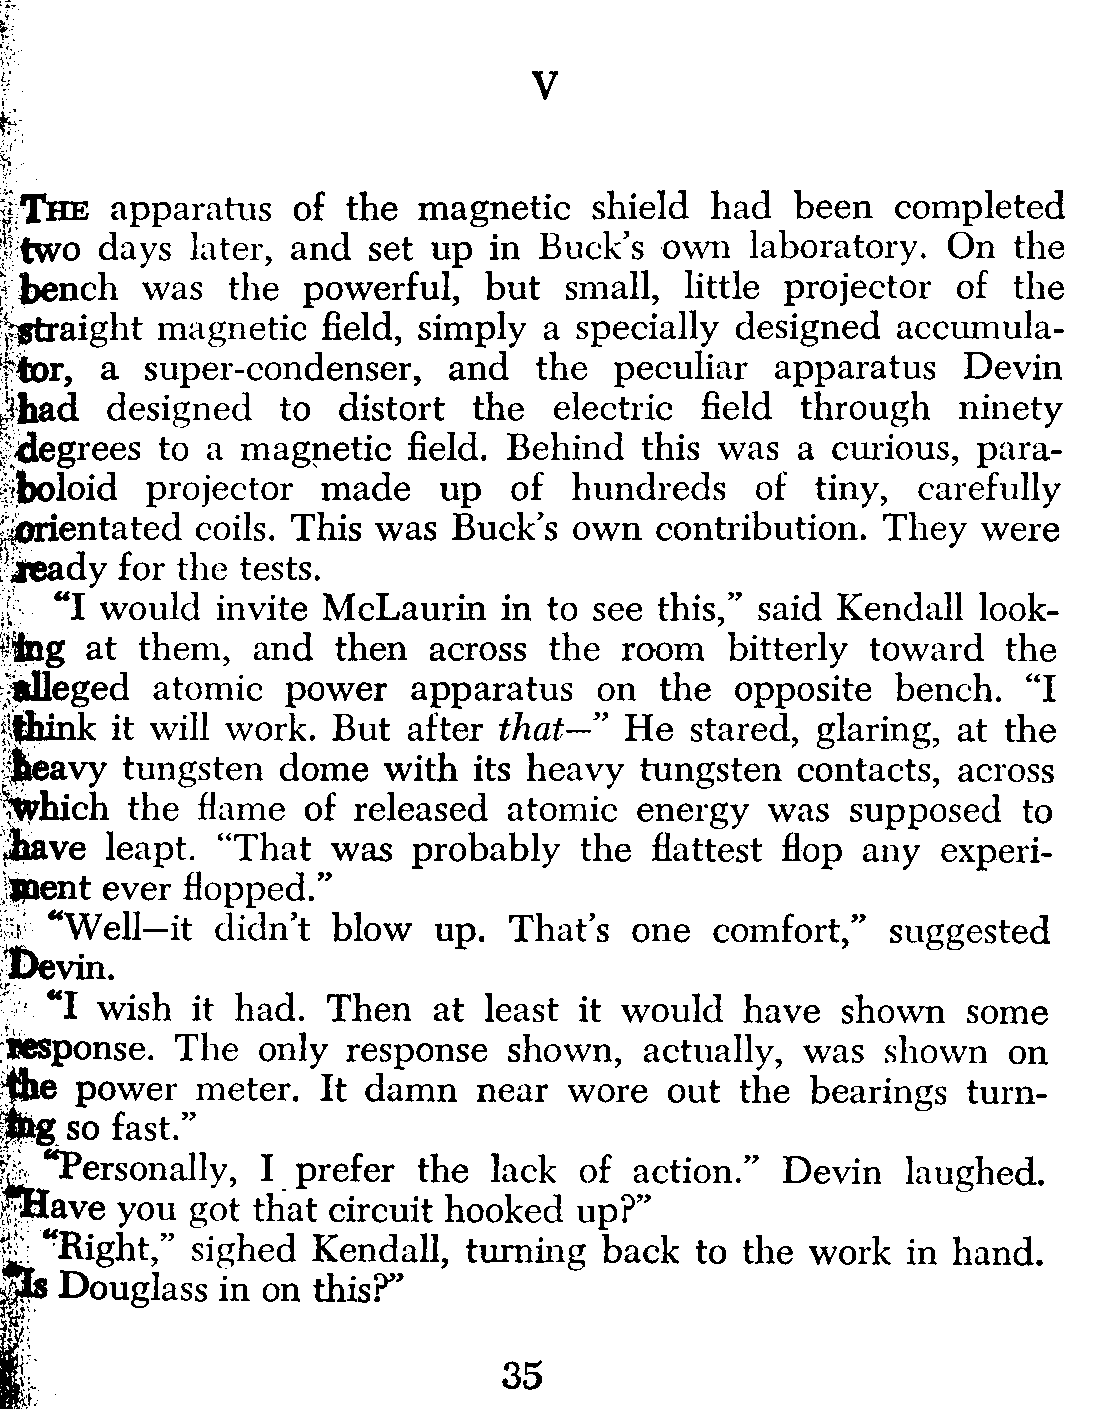 V
THE apparatus of the magnetic shield had been completed
two days later, and set up in Buck's own laboratory. On the
bench was the powerful, but small, little projector of the
straight magnetic field, simply a specially designed accumula-
tor, a super-condenser, and the peculiar apparatus Devin
had designed to distort the electric field through ninety
degrees to a magnetic field. Behind this was a curious, para-
boloid projector made up of hundreds of tiny, carefully
orientated coils. This was Buck's own contribution. They were
ready for the tests.
“I would invite McLaurin in to see this,” said Kendall look-
ing at them, and then across the room bitterly toward the
alleged atomic power apparatus on the opposite bench. “I
think it will work. But after that—” He stared, glaring, at the
heavy tungsten dome with its heavy tungsten contacts, across
which the flame of released atomic energy was supposed to
have leapt. “That was probably the flattest flop any experi-
ment ever flopped.”
“Well—it didn't blow up. That's one comfort,” suggested
Devin.
“I wish it had. Then at least it would have shown some
response. The only response shown, actually, was shown on
the power meter. It damn near wore out the bearings turn-
ing so fast.”
“Personally, I prefer the lack of action.” Devin laughed.
“Have you got that circuit hooked up?”
“Right,” sighed Kendall, turning back to the work in hand.
“Is Douglass in on this?”
35